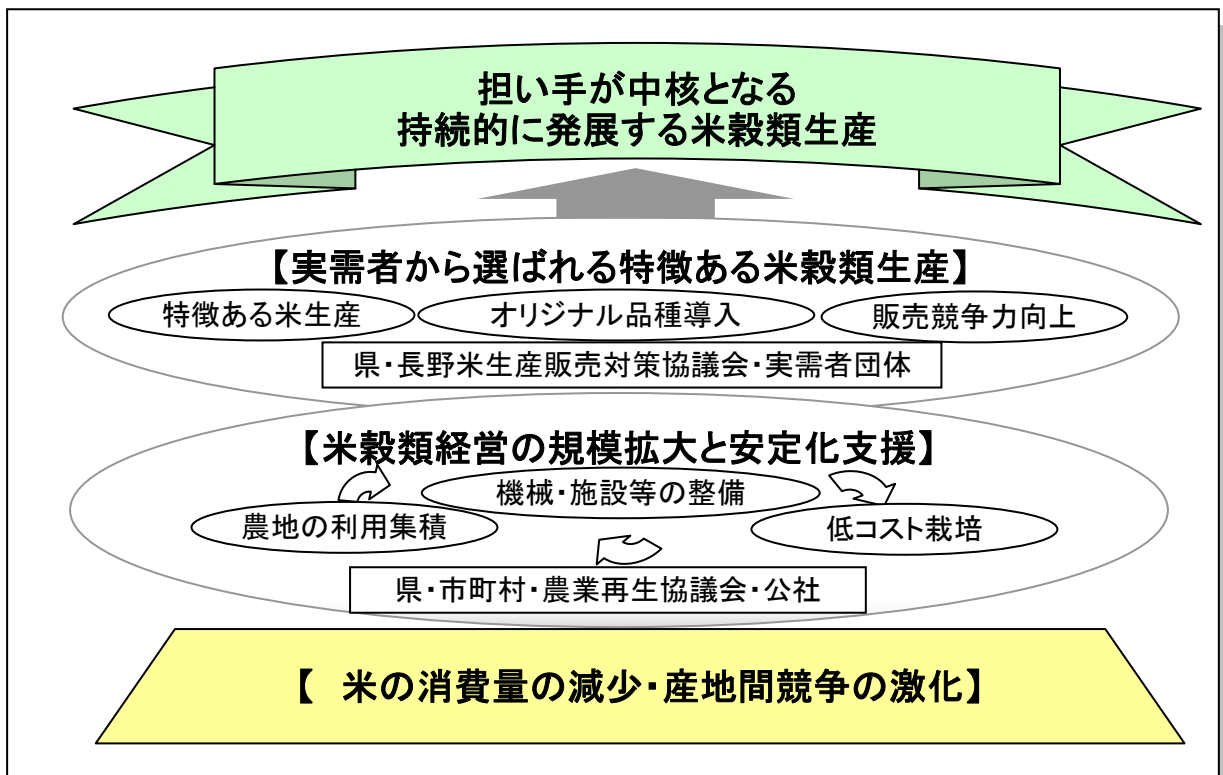 担い手が中核となる
持続的に発展する米穀類生産
【実需者から選ばれる特徴ある米穀類生産】
特徴ある米生産
オリジナル品種導入
販売競争力向上
県・長野米生産販売対策協議会・実需者団体
【米穀類経営の規模拡大と安定化支援】
機械・施設等の整備
農地の利用集積
低コスト栽培
県・市町村・農業再生協議会・公社
【　米の消費量の減少・産地間競争の激化】